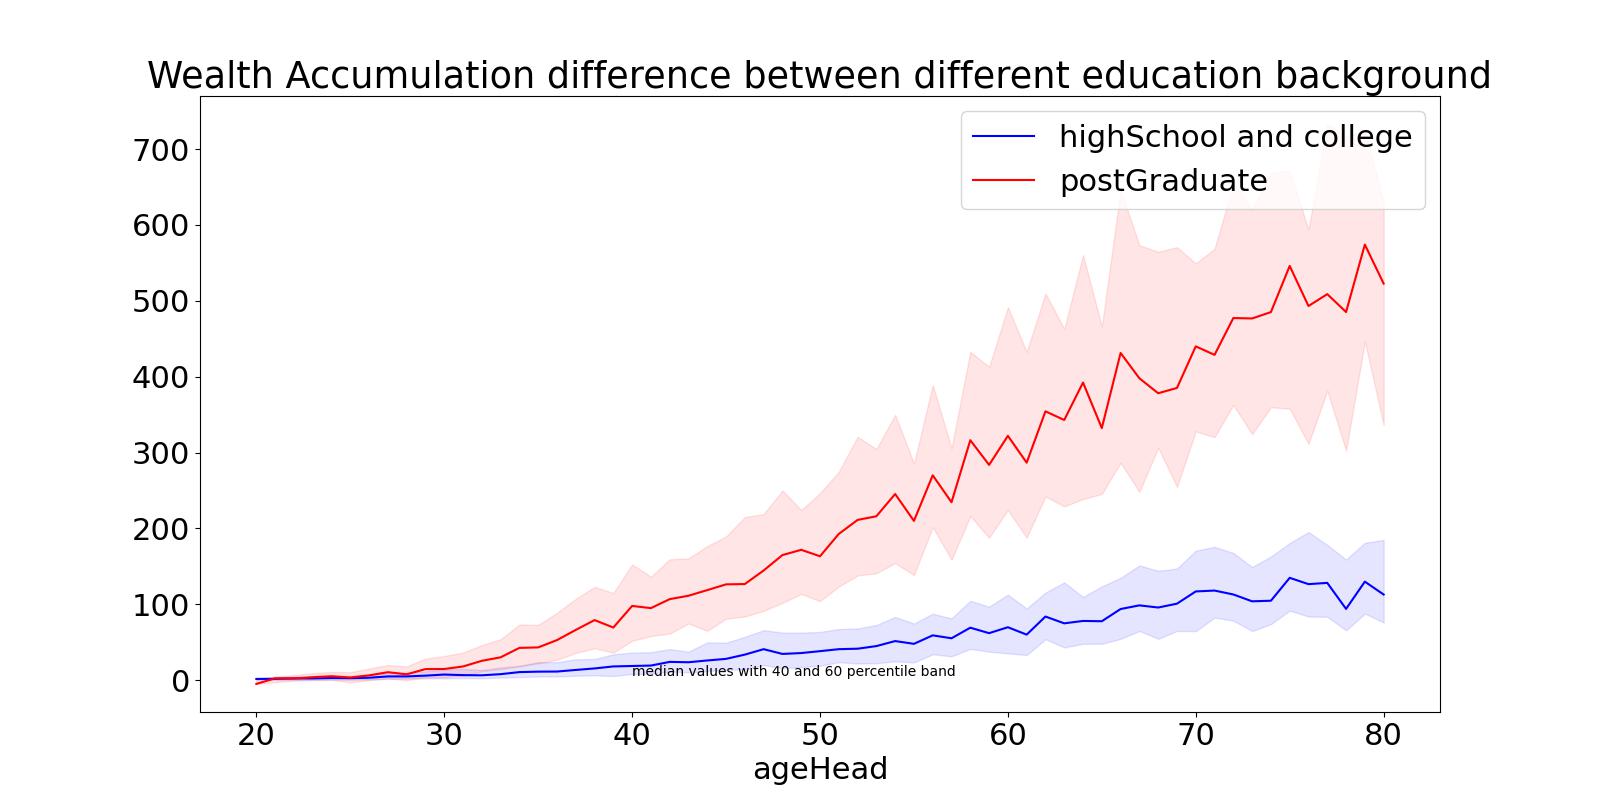 Wealth Accumulation difference between different education background
highSchool and college
postGraduate
700
600
500
400
300
200
100
0
median values with 40 and 60 percentile band
20 30 40 50 60 70 80
ageHead